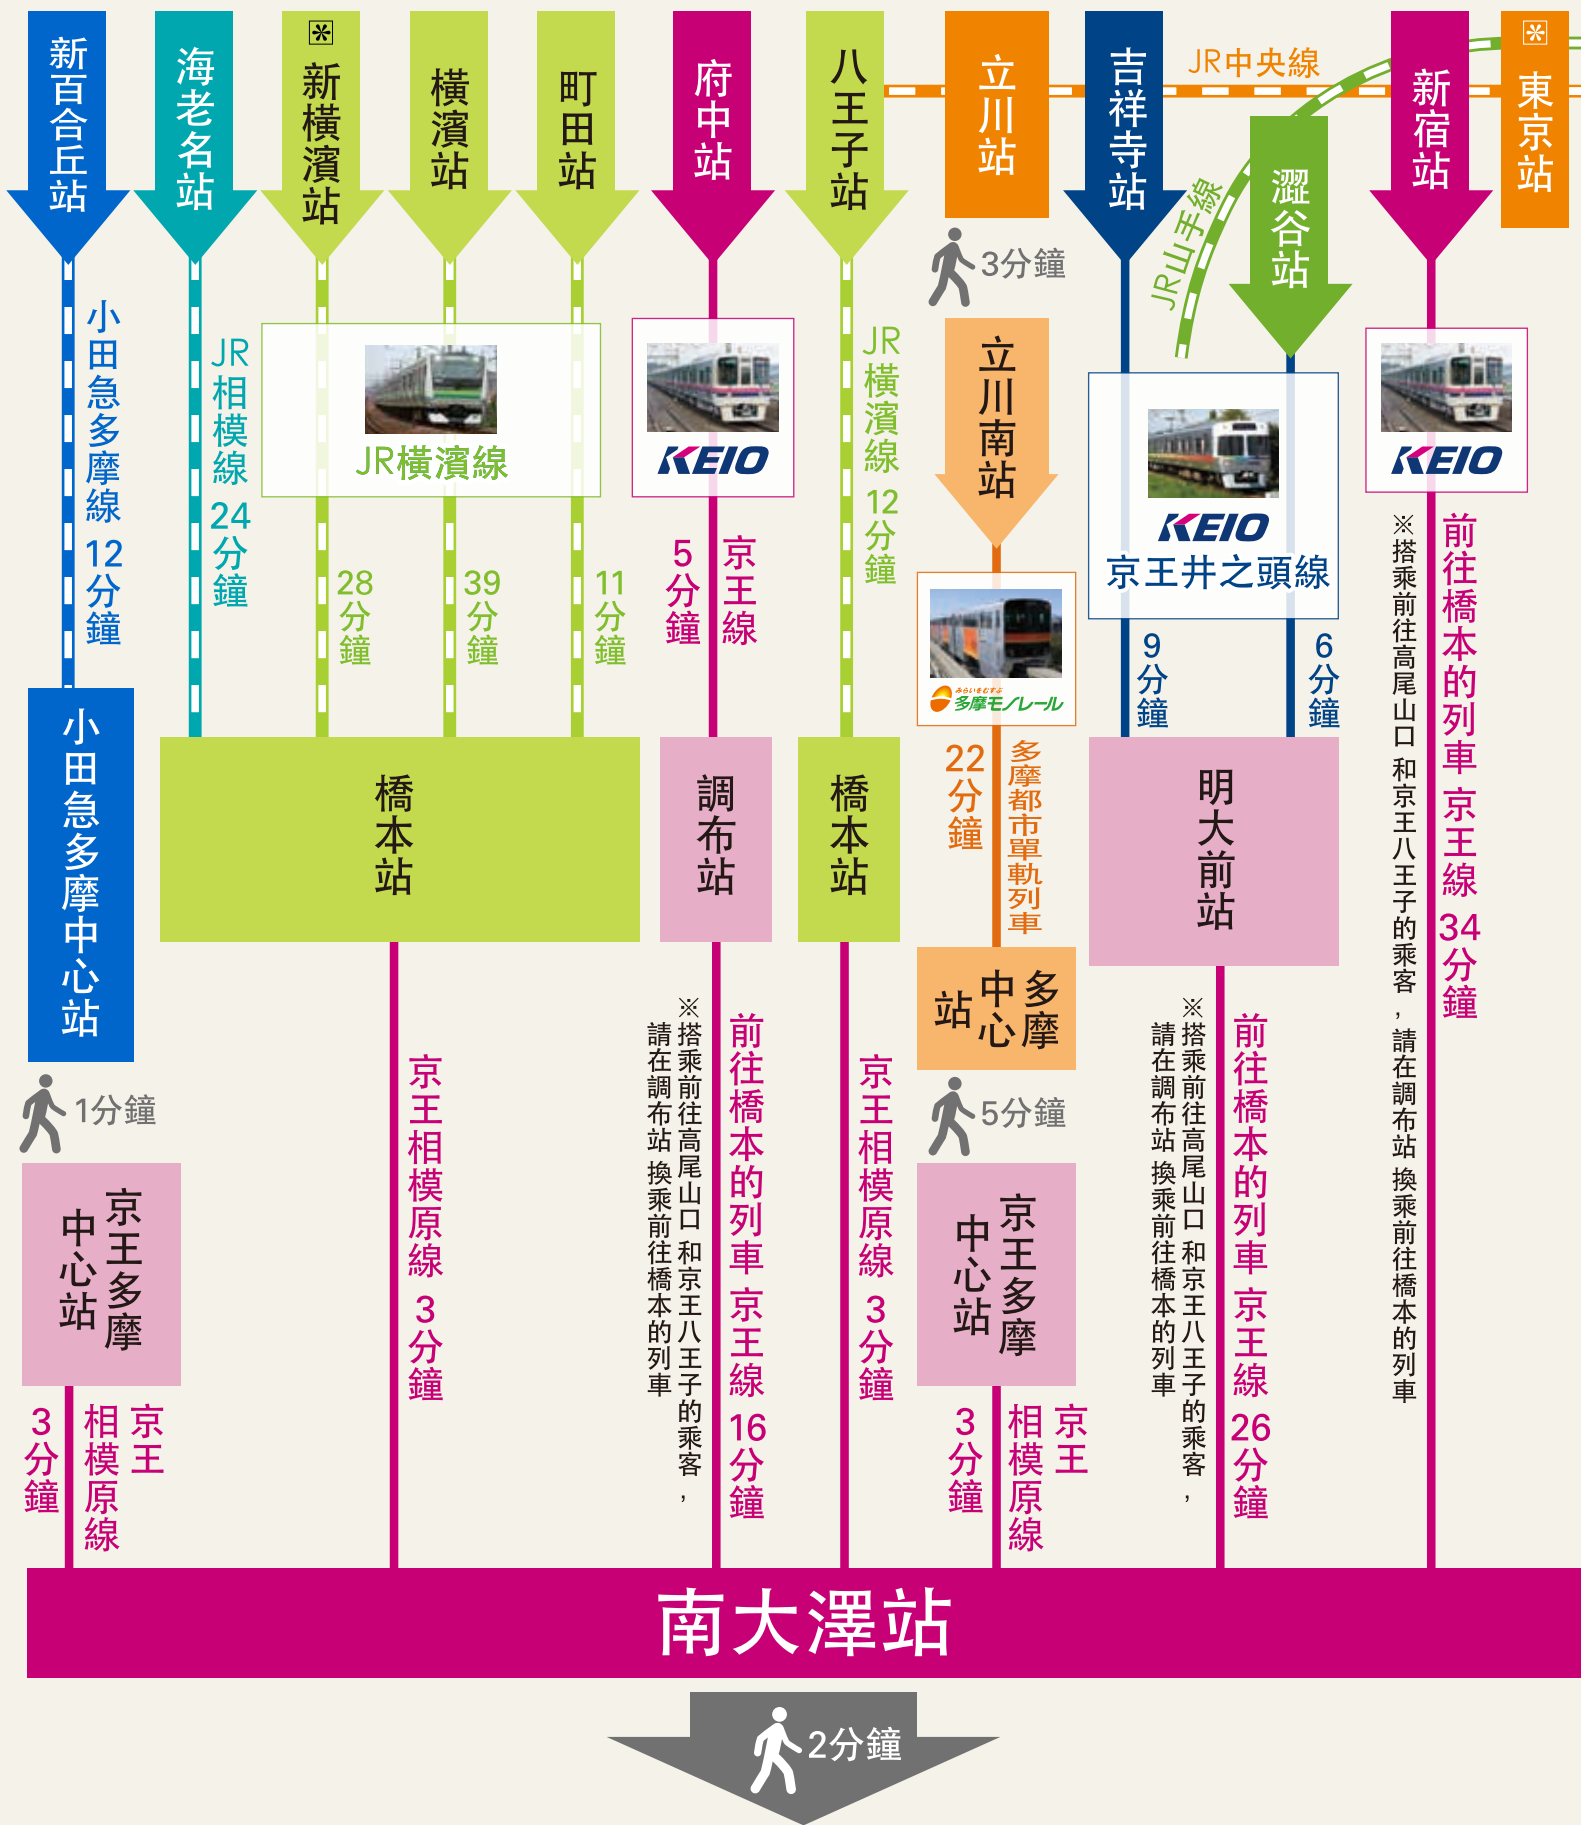 新百合丘站
海老名站
新橫濱站
橫濱站
町田站
府中站
八王子站
立川站
吉祥寺站
JR中央線
新宿站
東京站
JR山手線
澀谷站
3分鐘
小田急多摩線 12分鐘
JR相模線 24分鐘
JR橫濱線
KEIO
JR橫濱線 12分鐘
立川南站
KEIO
京王井之頭線
KEIO
28分鐘
39分鐘
11分鐘
京王線
5分鐘
みらいをむすぶ
多摩モノレール
9分鐘
6分鐘
前往橋本的列車 京王線 34分鐘
※搭乘前往高尾山口 和京王八王子的乘客，請在調布站 換乘前往橋本的列車
小田急多摩中心站
橋本站
調布站
橋本站
多摩都市單軌列車
22分鐘
明大前站
多摩
中心
站
1分鐘
5分鐘
京王多摩
中心站
京王相模原線 3分鐘
前往橋本的列車 京王線 16分鐘
※搭乘前往高尾山口 和京王八王子的乘客，
請在調布站 換乘前往橋本的列車
京王相模原線 3分鐘
京王多摩
中心站
前往橋本的列車 京王線 26分鐘
※搭乘前往高尾山口 和京王八王子的乘客，
請在調布站 換乘前往橋本的列車
京王
相模原線
3分鐘
京王
相模原線
3分鐘
南大澤站
2分鐘